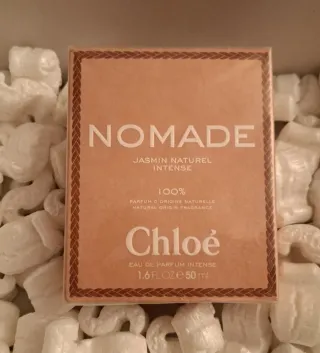 NOMADE
JASMIN NATUREL
INTENSE
100%
PARFUM D'ORIGINE NATURELLE
NATURAL ORIGIN FRAGRANCE
Chloé
EAU DE PARFUM INTENSE
1.6 FL.OZ ℮ 50 ml